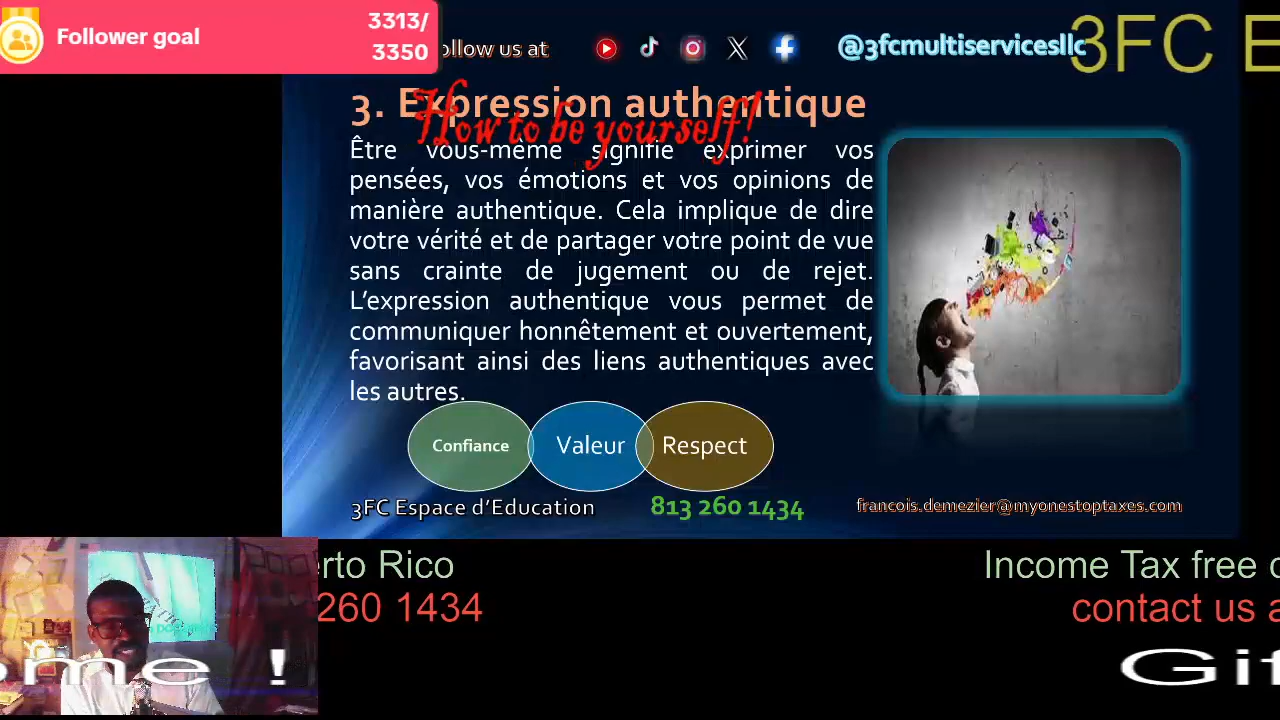 Follower goal
3313/
3350
ollow us at
@3fcmultiservicesllc
3FC E
3. Expression authentique
How to be yourself!
Être vous-même signifie exprimer vos
pensées, vos émotions et vos opinions de
manière authentique. Cela implique de dire
votre vérité et de partager votre point de vue
sans crainte de jugement ou de rejet.
L'expression authentique vous permet de
communiquer honnêtement et ouvertement,
favorisant ainsi des liens authentiques avec
les autres.
Confiance
Valeur
Respect
3FC Espace d'Education
813 260 1434
francois.demezier@myonestoptaxes.com
erto Rico
Income Tax free c
260 1434
contact us a
ome !
Gif